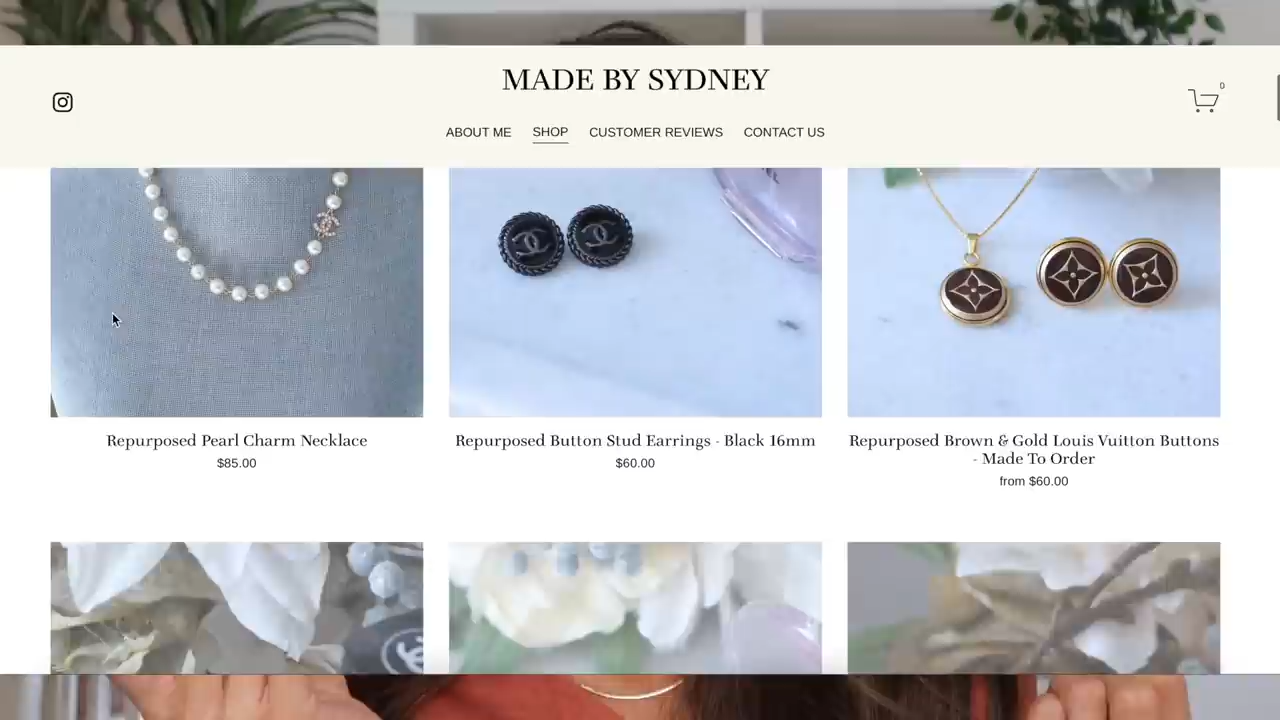 MADE BY SYDNEY
0
ABOUT ME SHOP CUSTOMER REVIEWS CONTACT US
Repurposed Pearl Charm Necklace
$85.00
Repurposed Button Stud Earrings - Black 16mm
$60.00
Repurposed Brown & Gold Louis Vuitton Buttons
- Made To Order
from $60.00